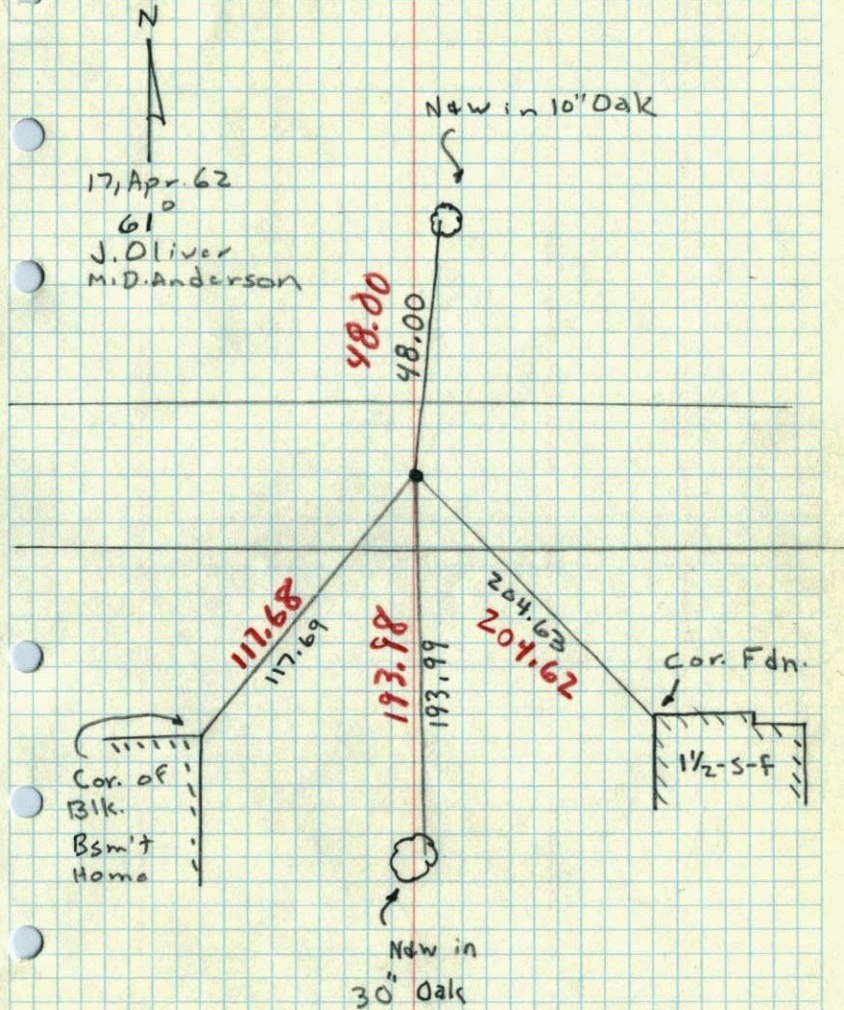 N
N&W in 10" Oak
17, Apr. 62
61°
J. Oliver
M.D. Anderson
48.00
48.00
117.68
117.69
193.98
193.99
204.63
204.62
Cor. Fdn.
1½-S-F
Cor. of
Blk.
Bsm't
Home
N&W in
30" Oak